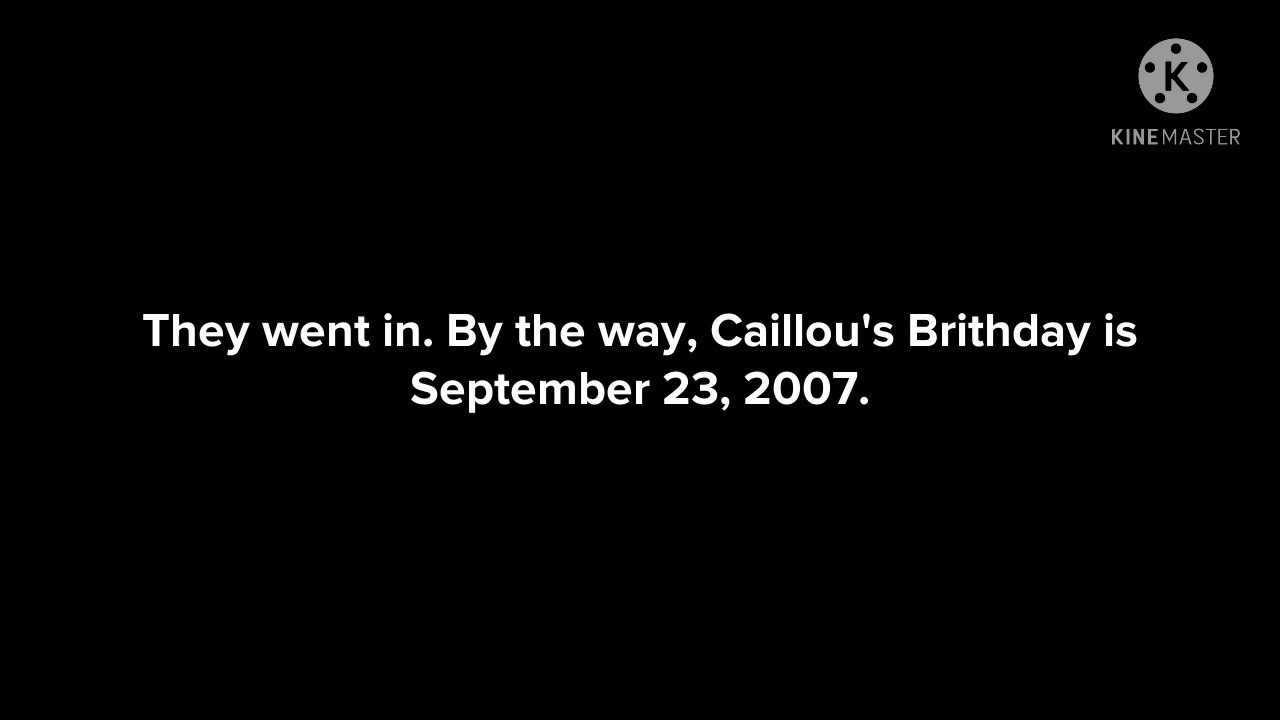 K
KINEMASTER
They went in. By the way, Caillou's Brithday is
September 23, 2007.